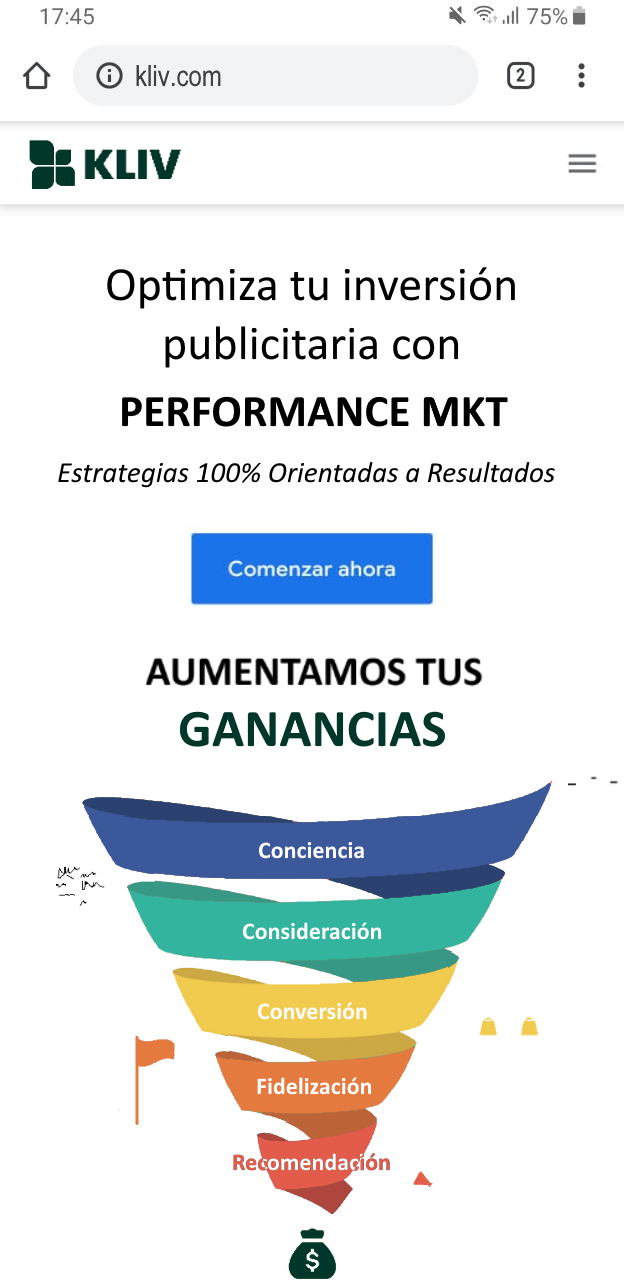 17:45
75%
2
kliv.com
KLIV
Optimiza tu inversión
publicitaria con
PERFORMANCE MKT
Estrategias 100% Orientadas a Resultados
Comenzar ahora
AUMENTAMOS TUS
GANANCIAS
Conciencia
Consideración
Conversión
Fidelización
Recomendación
$